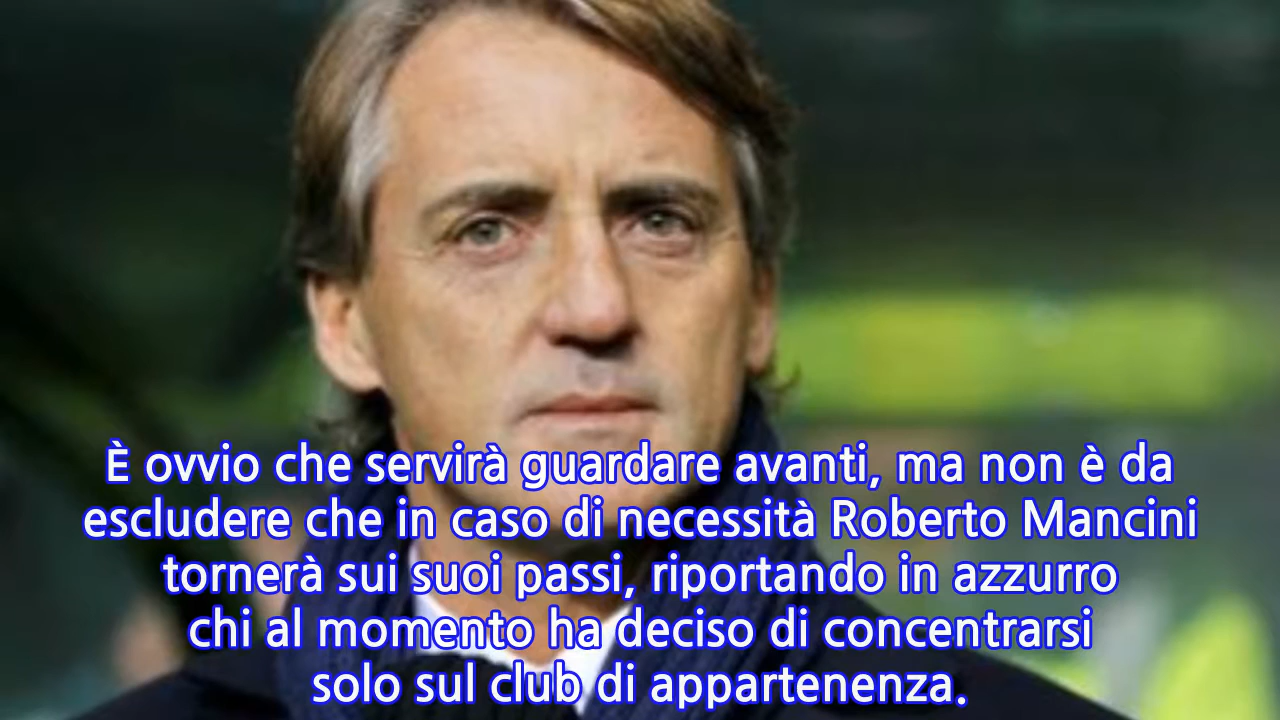 È ovvio che servirà guardare avanti, ma non è da
escludere che in caso di necessità Roberto Mancini
tornerà sui suoi passi, riportando in azzurro
chi al momento ha deciso di concentrarsi
solo sul club di appartenenza.